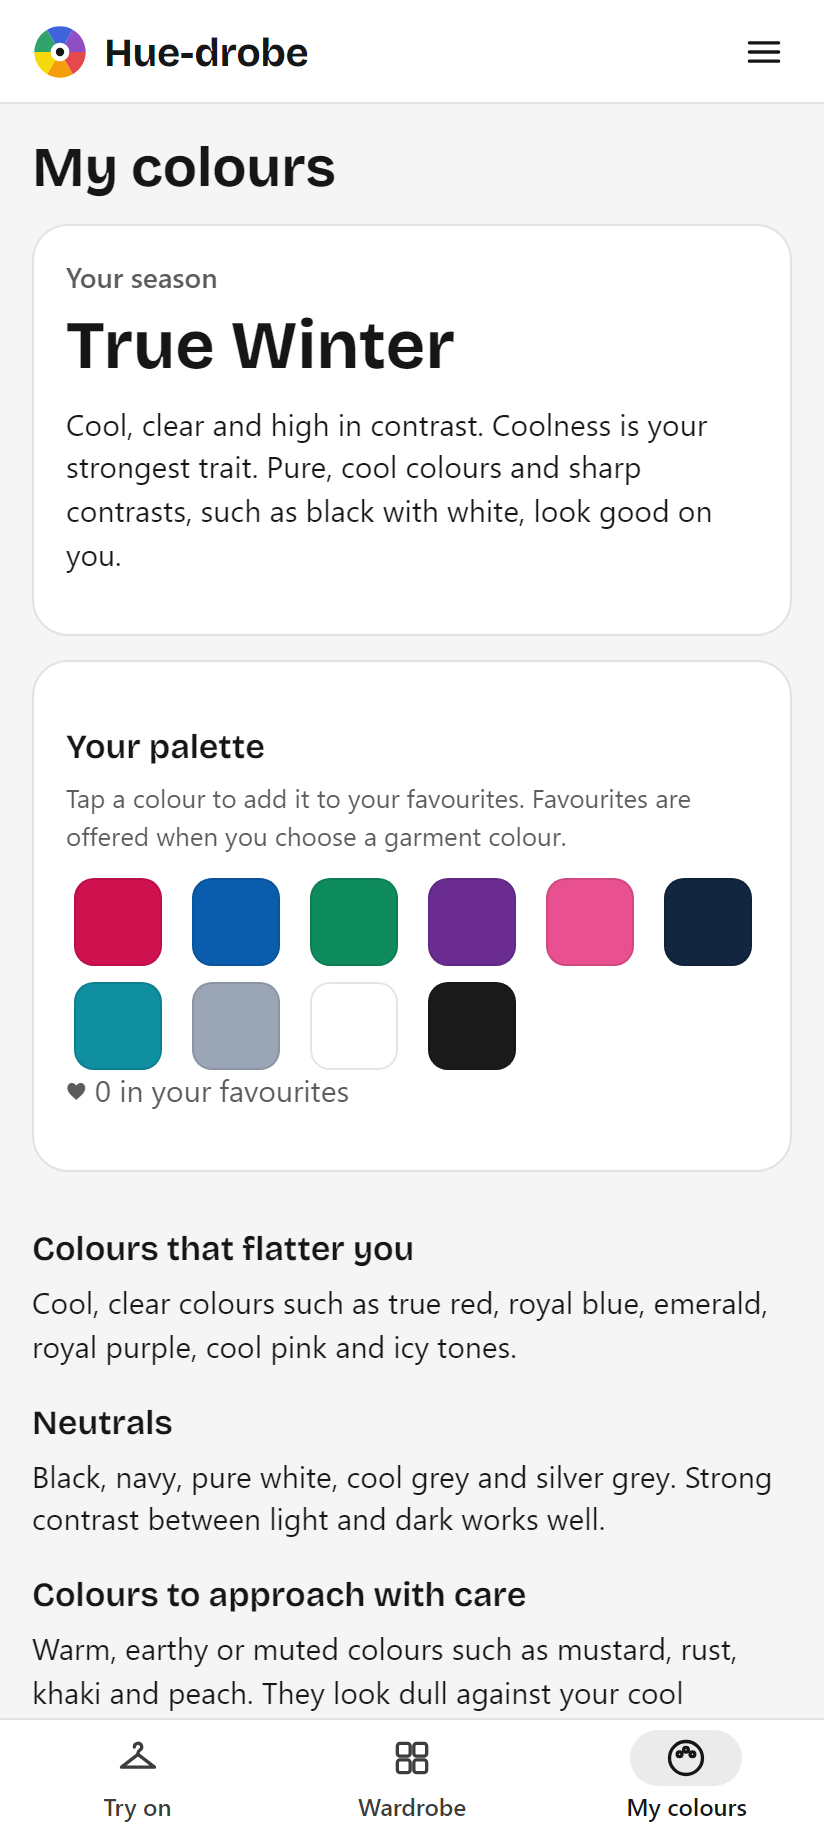 Hue-drobe
My colours
Your season
True Winter
Cool, clear and high in contrast. Coolness is your
strongest trait. Pure, cool colours and sharp
contrasts, such as black with white, look good on
you.
Your palette
Tap a colour to add it to your favourites. Favourites are
offered when you choose a garment colour.
0 in your favourites
Colours that flatter you
Cool, clear colours such as true red, royal blue, emerald,
royal purple, cool pink and icy tones.
Neutrals
Black, navy, pure white, cool grey and silver grey. Strong
contrast between light and dark works well.
Colours to approach with care
Warm, earthy or muted colours such as mustard, rust,
khaki and peach. They look dull against your cool
Try on
Wardrobe
My colours